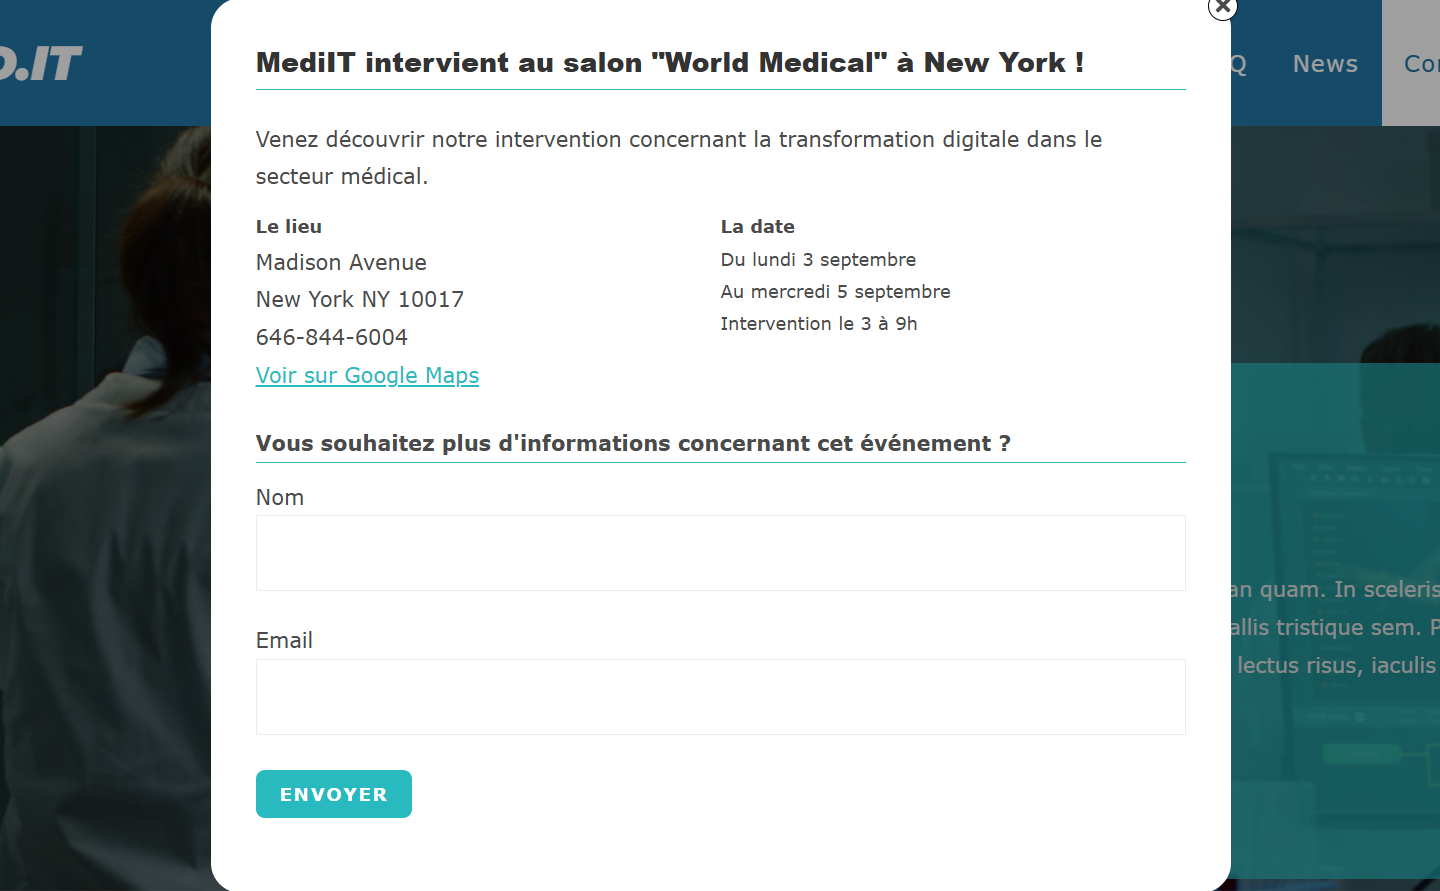 D.IT
Q News Con
MediIT intervient au salon "World Medical" à New York !
Venez découvrir notre intervention concernant la transformation digitale dans le
secteur médical.
Le lieu
Madison Avenue
New York NY 10017
646-844-6004
Voir sur Google Maps
La date
Du lundi 3 septembre
Au mercredi 5 septembre
Intervention le 3 à 9h
Vous souhaitez plus d'informations concernant cet événement ?
Nom
Email
ENVOYER
an quam. In sceleris
allis tristique sem. P
lectus risus, iaculis